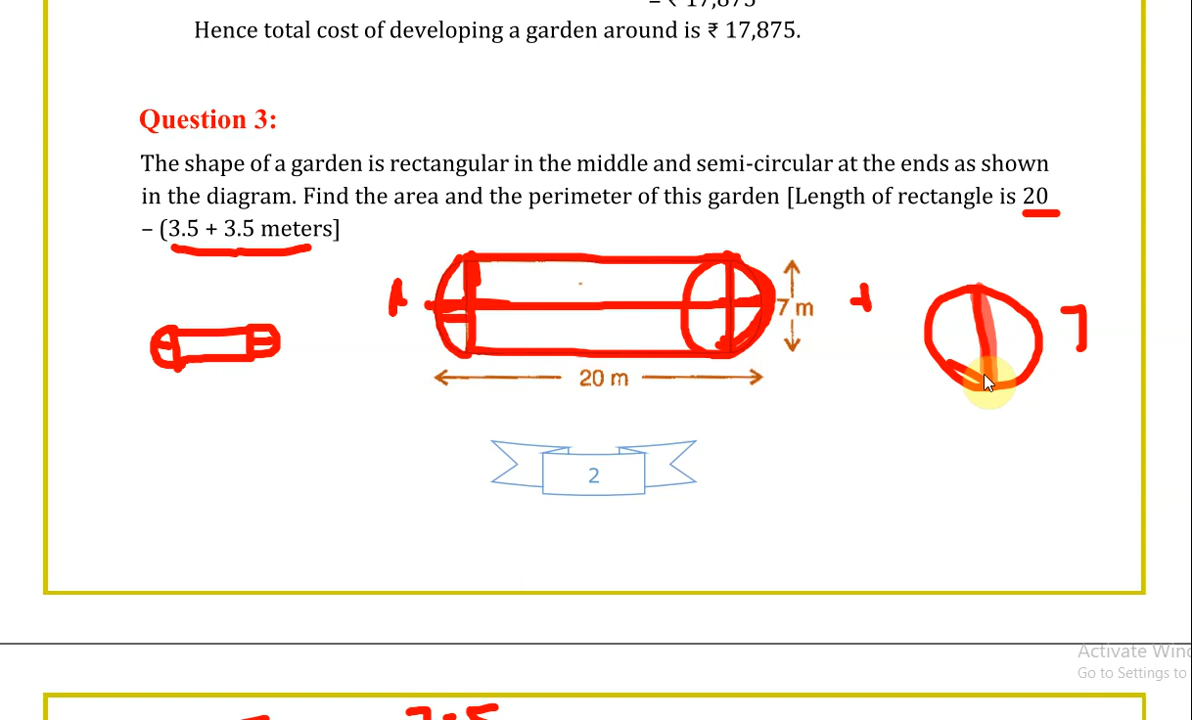 Hence total cost of developing a garden around is ₹ 17,875.
Question 3:
The shape of a garden is rectangular in the middle and semi-circular at the ends as shown
in the diagram. Find the area and the perimeter of this garden [Length of rectangle is 20
– (3.5 + 3.5 meters]
7 m
7
20 m
2
Activate Win
Go to Settings to